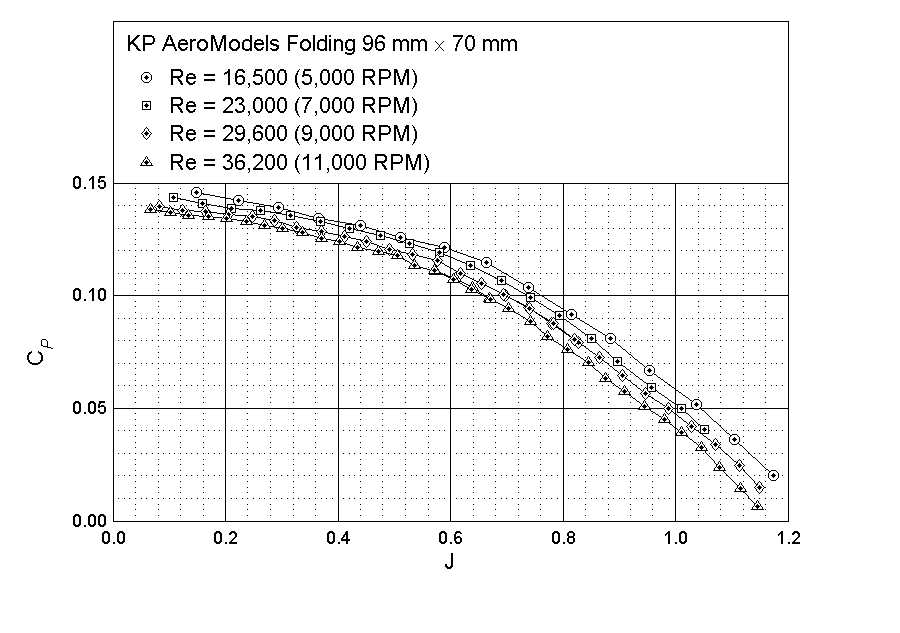 KP AeroModels Folding 96 mm × 70 mm
Re = 16,500 (5,000 RPM)
Re = 23,000 (7,000 RPM)
Re = 29,600 (9,000 RPM)
Re = 36,200 (11,000 RPM)
0.15
0.10
C_P
0.05
0.00
0.0 0.2 0.4 0.6 0.8 1.0 1.2
J